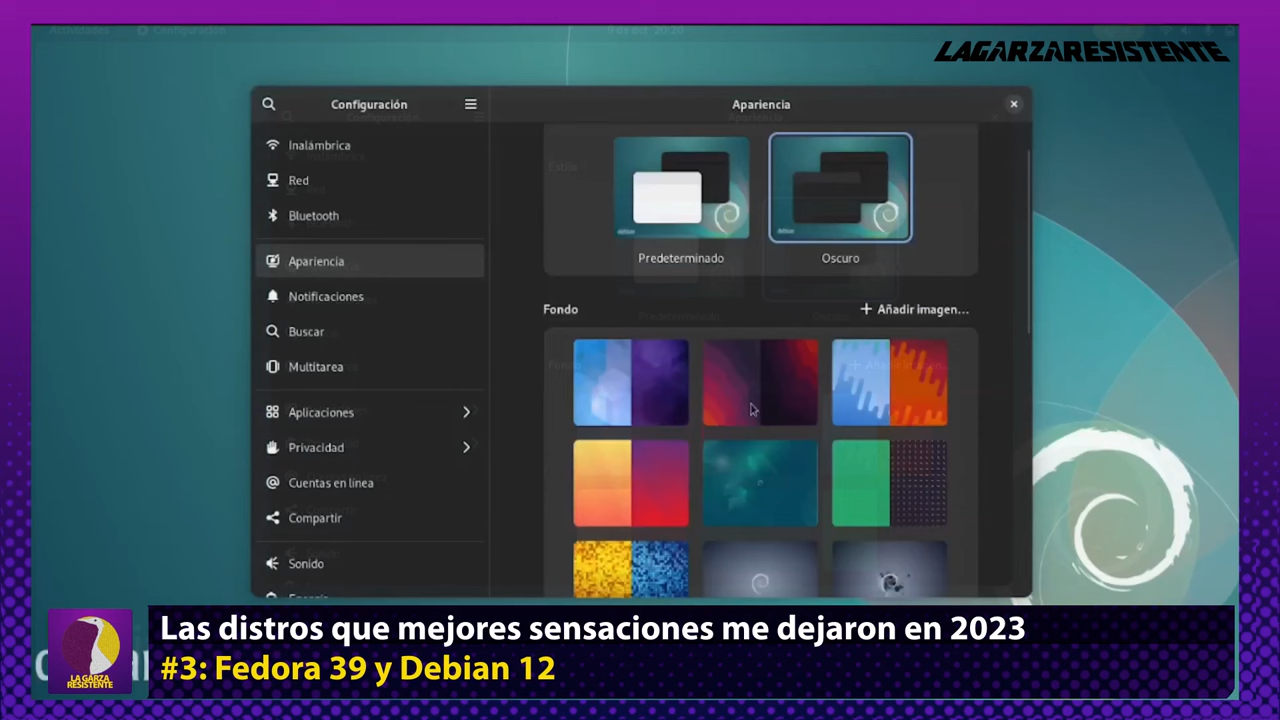 Actividades
Configuración
LAGARZARESISTENTE
Configuración
Apariencia
Inalámbrica
Red
Bluetooth
Apariencia
Notificaciones
Buscar
Multitarea
Aplicaciones
Privacidad
Cuentas en línea
Compartir
Sonido
Predeterminado
Oscuro
Fondo
Añadir imagen...
Las distros que mejores sensaciones me dejaron en 2023
#3: Fedora 39 y Debian 12
LA GARZA
RESISTENTE